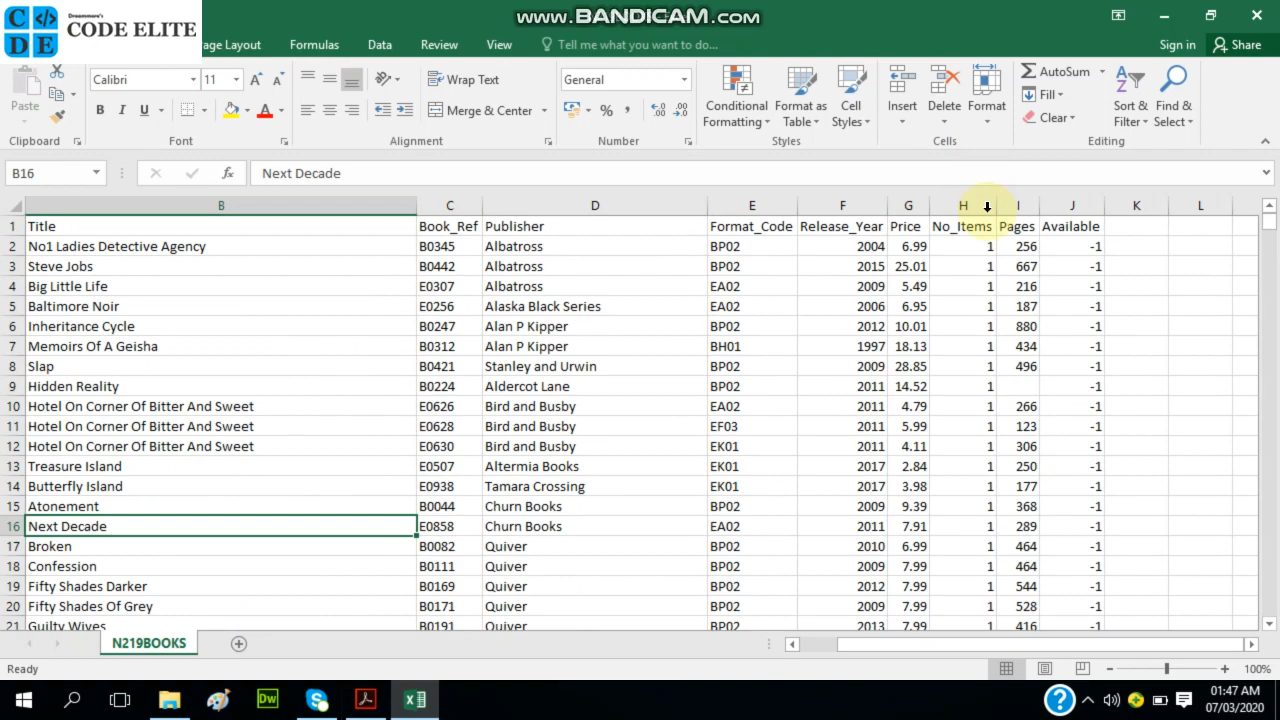 Dreammore's
CODE ELITE
C </>
D E
www.BANDICAM.com
age Layout Formulas Data Review View Tell me what you want to do... Sign in Share
Paste
Calibri 11
B I U
Wrap Text
Merge & Center
General
Conditional Formatting
Format as Table
Cell Styles
Insert Delete Format
AutoSum
Fill
Clear
Sort & Filter
Find & Select
Clipboard Font Alignment Number Styles Cells Editing
B16 fx Next Decade
B C D E F G H I J K L
1 Title Book_Ref Publisher Format_Code Release_Year Price No_Items Pages Available
2 No1 Ladies Detective Agency B0345 Albatross BP02 2004 6.99 1 256 -1
3 Steve Jobs B0442 Albatross BP02 2015 25.01 1 667 -1
4 Big Little Life E0307 Albatross EA02 2009 5.49 1 216 -1
5 Baltimore Noir E0256 Alaska Black Series EA02 2006 6.95 1 187 -1
6 Inheritance Cycle B0247 Alan P Kipper BP02 2012 10.01 1 880 -1
7 Memoirs Of A Geisha B0312 Alan P Kipper BH01 1997 18.13 1 434 -1
8 Slap B0421 Stanley and Urwin BP02 2009 28.85 1 496 -1
9 Hidden Reality B0224 Aldercot Lane BP02 2011 14.52 1 -1
10 Hotel On Corner Of Bitter And Sweet E0626 Bird and Busby EA02 2011 4.79 1 266 -1
11 Hotel On Corner Of Bitter And Sweet E0628 Bird and Busby EF03 2011 5.99 1 123 -1
12 Hotel On Corner Of Bitter And Sweet E0630 Bird and Busby EK01 2011 4.11 1 306 -1
13 Treasure Island E0507 Altermia Books EK01 2017 2.84 1 250 -1
14 Butterfly Island E0938 Tamara Crossing EK01 2017 3.98 1 177 -1
15 Atonement B0044 Churn Books BP02 2009 9.39 1 368 -1
16 Next Decade E0858 Churn Books EA02 2011 7.91 1 289 -1
17 Broken B0082 Quiver BP02 2010 6.99 1 464 -1
18 Confession B0111 Quiver BP02 2009 7.99 1 464 -1
19 Fifty Shades Darker B0169 Quiver BP02 2012 7.99 1 544 -1
20 Fifty Shades Of Grey B0171 Quiver BP02 2009 7.99 1 528 -1
21 Guilty Wives B0191 Quiver BP02 2013 7.99 1 416 -1
N219BOOKS
Ready 100%
Dw 01:47 AM
07/03/2020